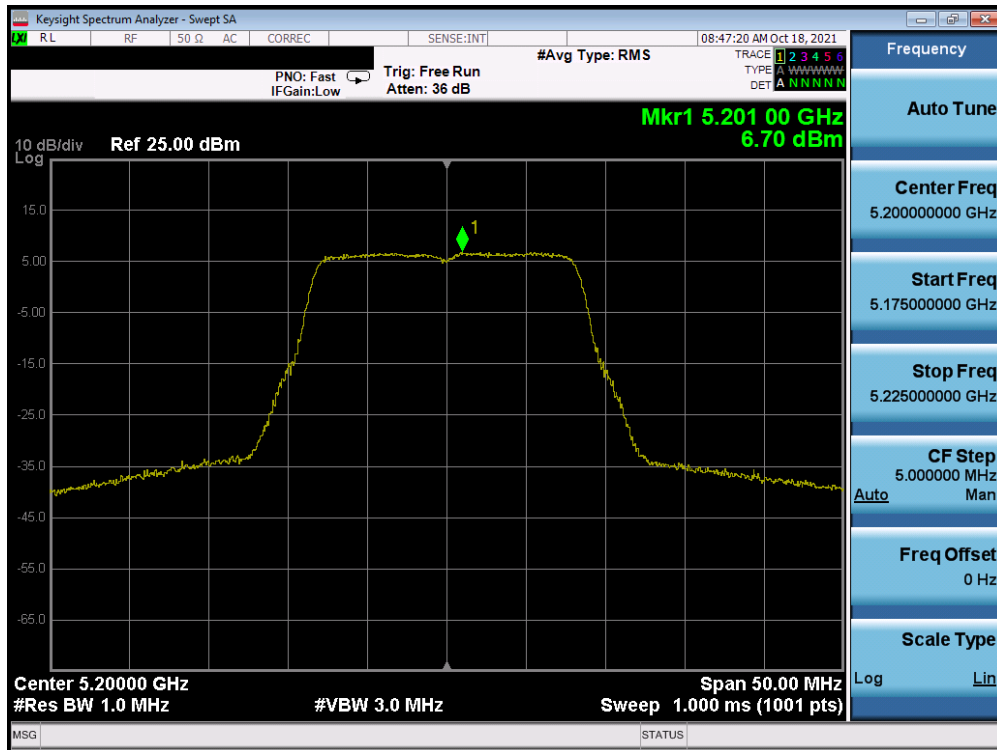 Keysight Spectrum Analyzer - Swept SA
LXI RL RF 50 Ω AC CORREC SENSE:INT 08:47:20 AM Oct 18, 2021
#Avg Type: RMS
TRACE 1 2 3 4 5 6
TYPE A WWWWWW
DET A N N N N N
PNO: Fast
IFGain:Low
Trig: Free Run
Atten: 36 dB
Mkr1 5.201 00 GHz
6.70 dBm
10 dB/div
Log
Ref 25.00 dBm
1
15.0
5.00
-5.00
-15.0
-25.0
-35.0
-45.0
-55.0
-65.0
Center 5.20000 GHz
Span 50.00 MHz
#Res BW 1.0 MHz
#VBW 3.0 MHz
Sweep 1.000 ms (1001 pts)
MSG
STATUS
Frequency
Auto Tune
Center Freq
5.200000000 GHz
Start Freq
5.175000000 GHz
Stop Freq
5.225000000 GHz
CF Step
5.000000 MHz
Auto Man
Freq Offset
0 Hz
Scale Type
Log Lin